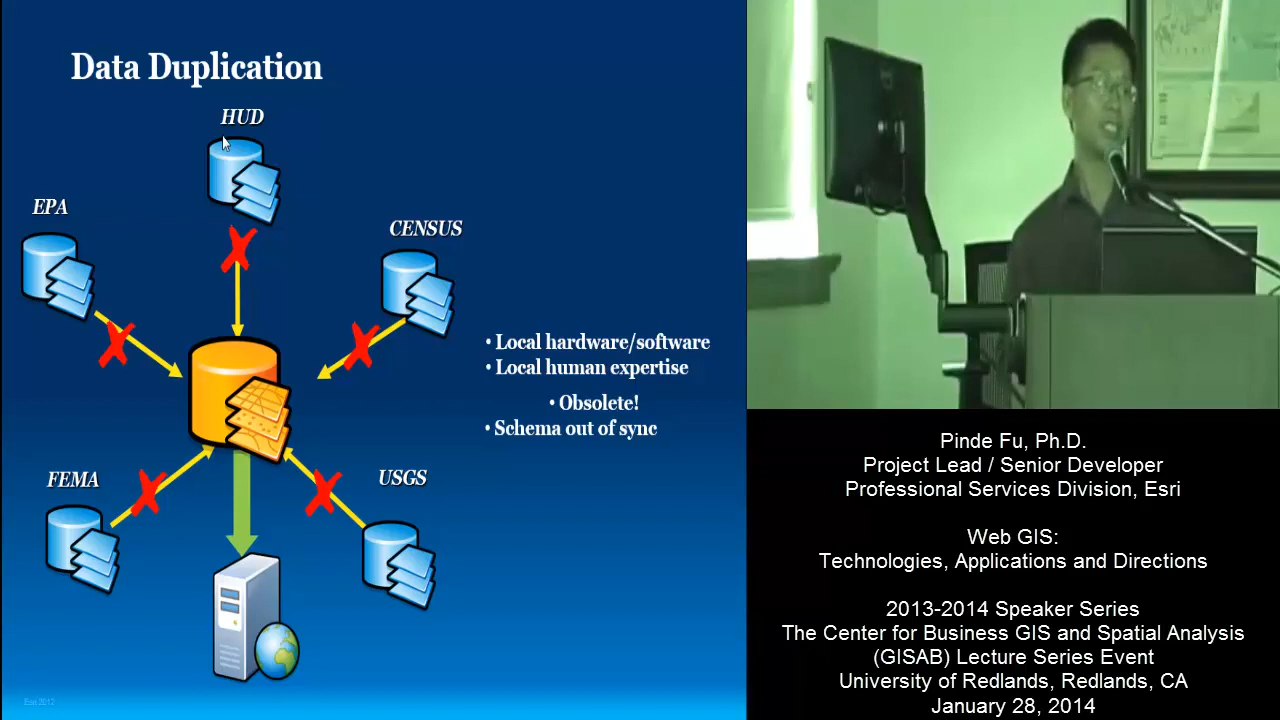 Data Duplication
HUD
EPA
CENSUS
• Local hardware/software
• Local human expertise
• Obsolete!
• Schema out of sync
FEMA
USGS
Esri 2012
Pinde Fu, Ph.D.
Project Lead / Senior Developer
Professional Services Division, Esri
Web GIS:
Technologies, Applications and Directions
2013-2014 Speaker Series
The Center for Business GIS and Spatial Analysis
(GISAB) Lecture Series Event
University of Redlands, Redlands, CA
January 28, 2014